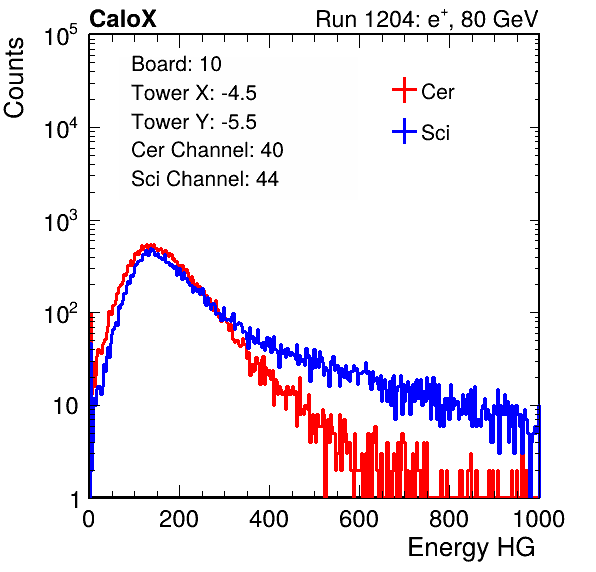 CaloX Run 1204: e⁺, 80 GeV
Counts
Board: 10
Tower X: -4.5
Tower Y: -5.5
Cer Channel: 40
Sci Channel: 44
Cer
Sci
10⁵
10⁴
10³
10²
10
1
0 200 400 600 800 1000
Energy HG